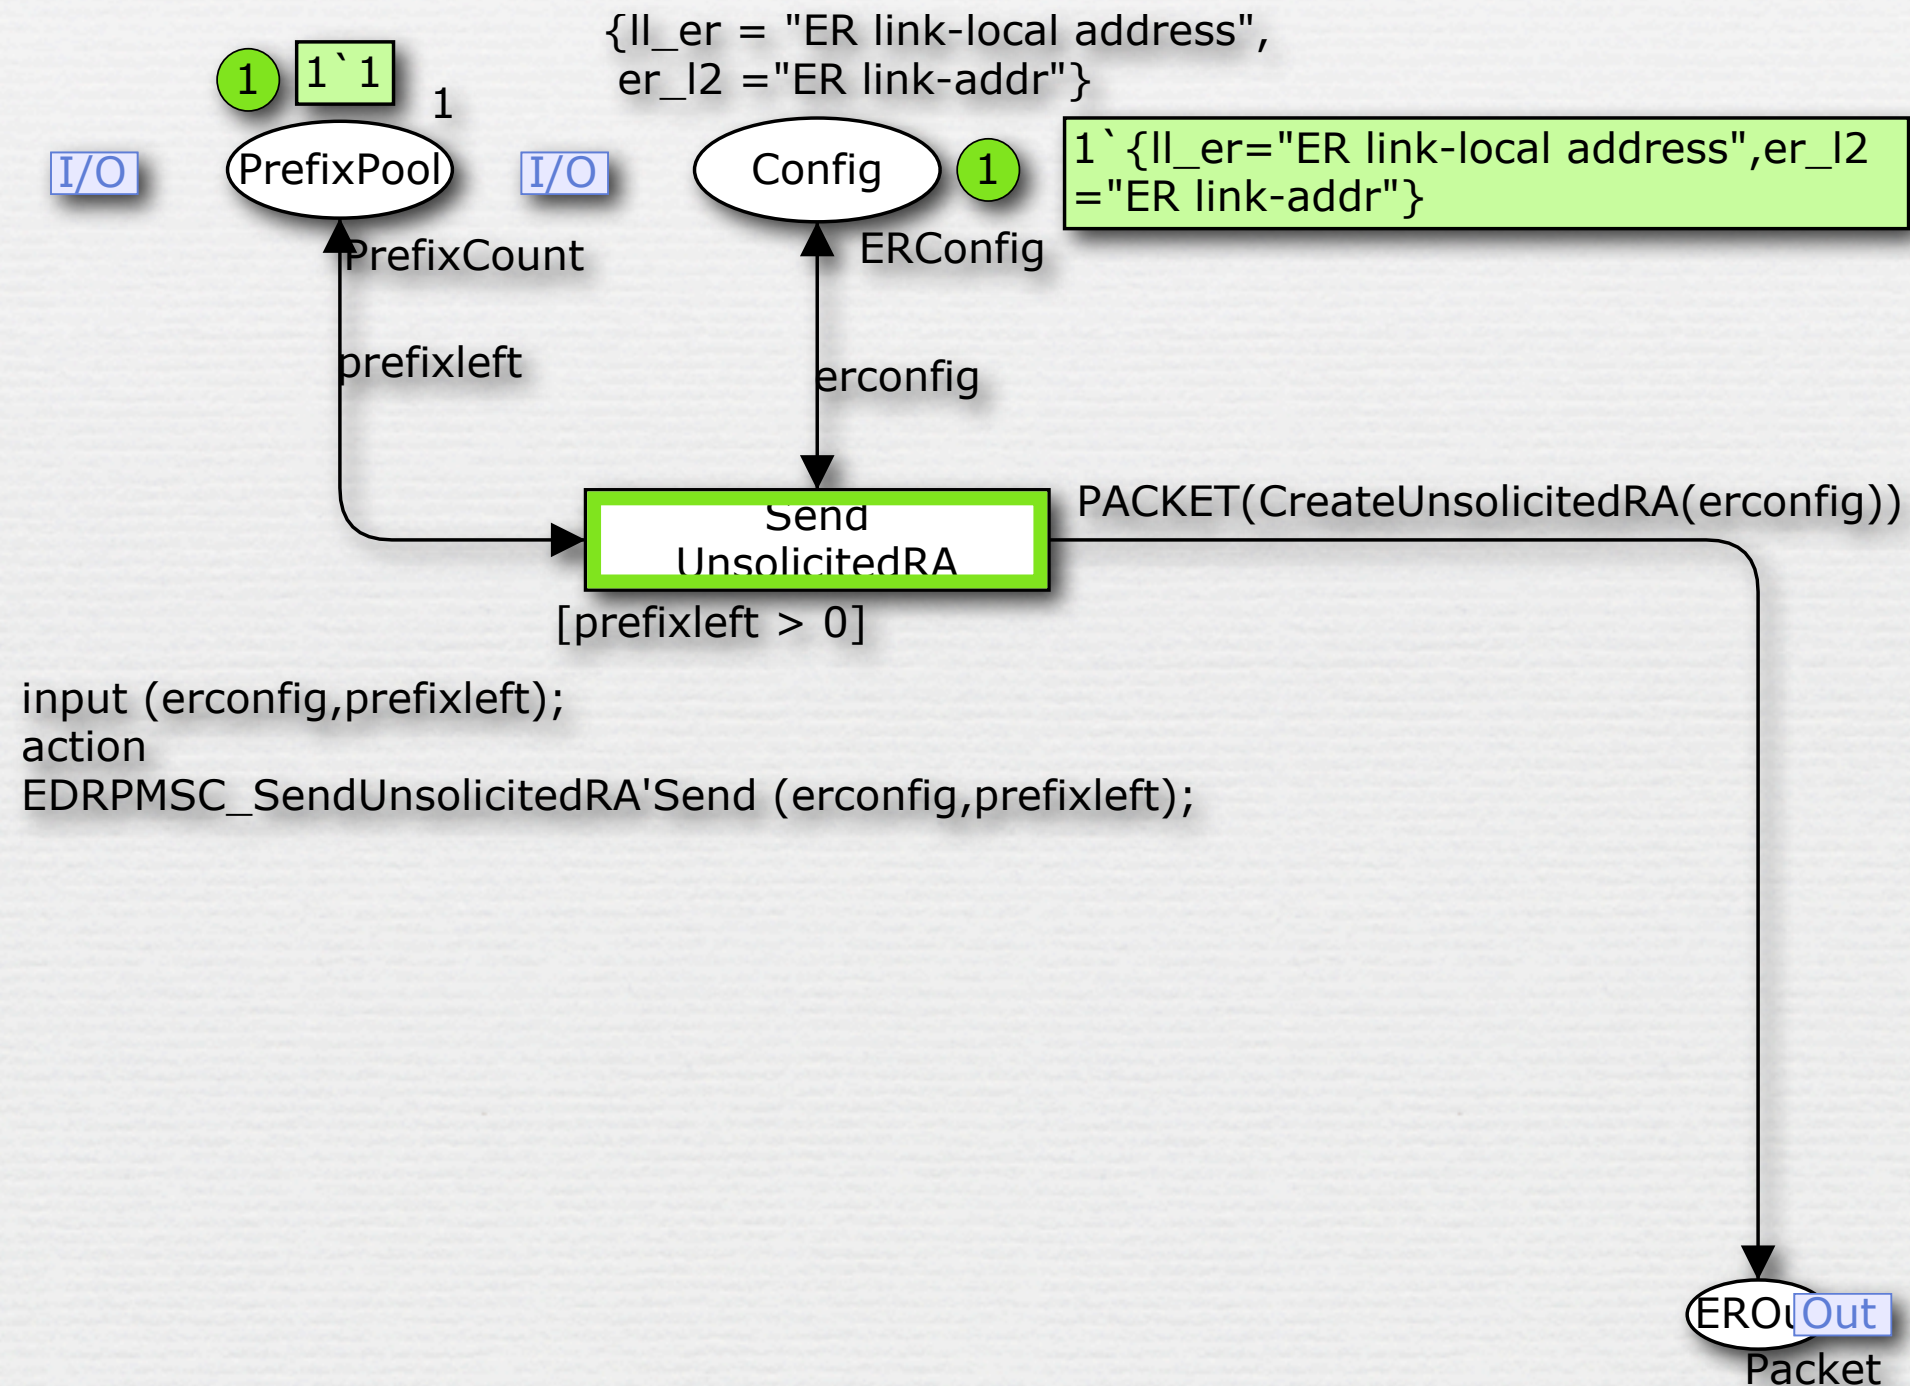 {ll_er = "ER link-local address",
er_l2 ="ER link-addr"}
1
1`1
1
I/O
PrefixPool
I/O
Config
1
1`{ll_er="ER link-local address",er_l2
="ER link-addr"}
PrefixCount
ERConfig
prefixleft
erconfig
Send
UnsolicitedRA
PACKET(CreateUnsolicitedRA(erconfig))
[prefixleft > 0]
input (erconfig,prefixleft);
action
EDRPMSC_SendUnsolicitedRA'Send (erconfig,prefixleft);
Out
Packet